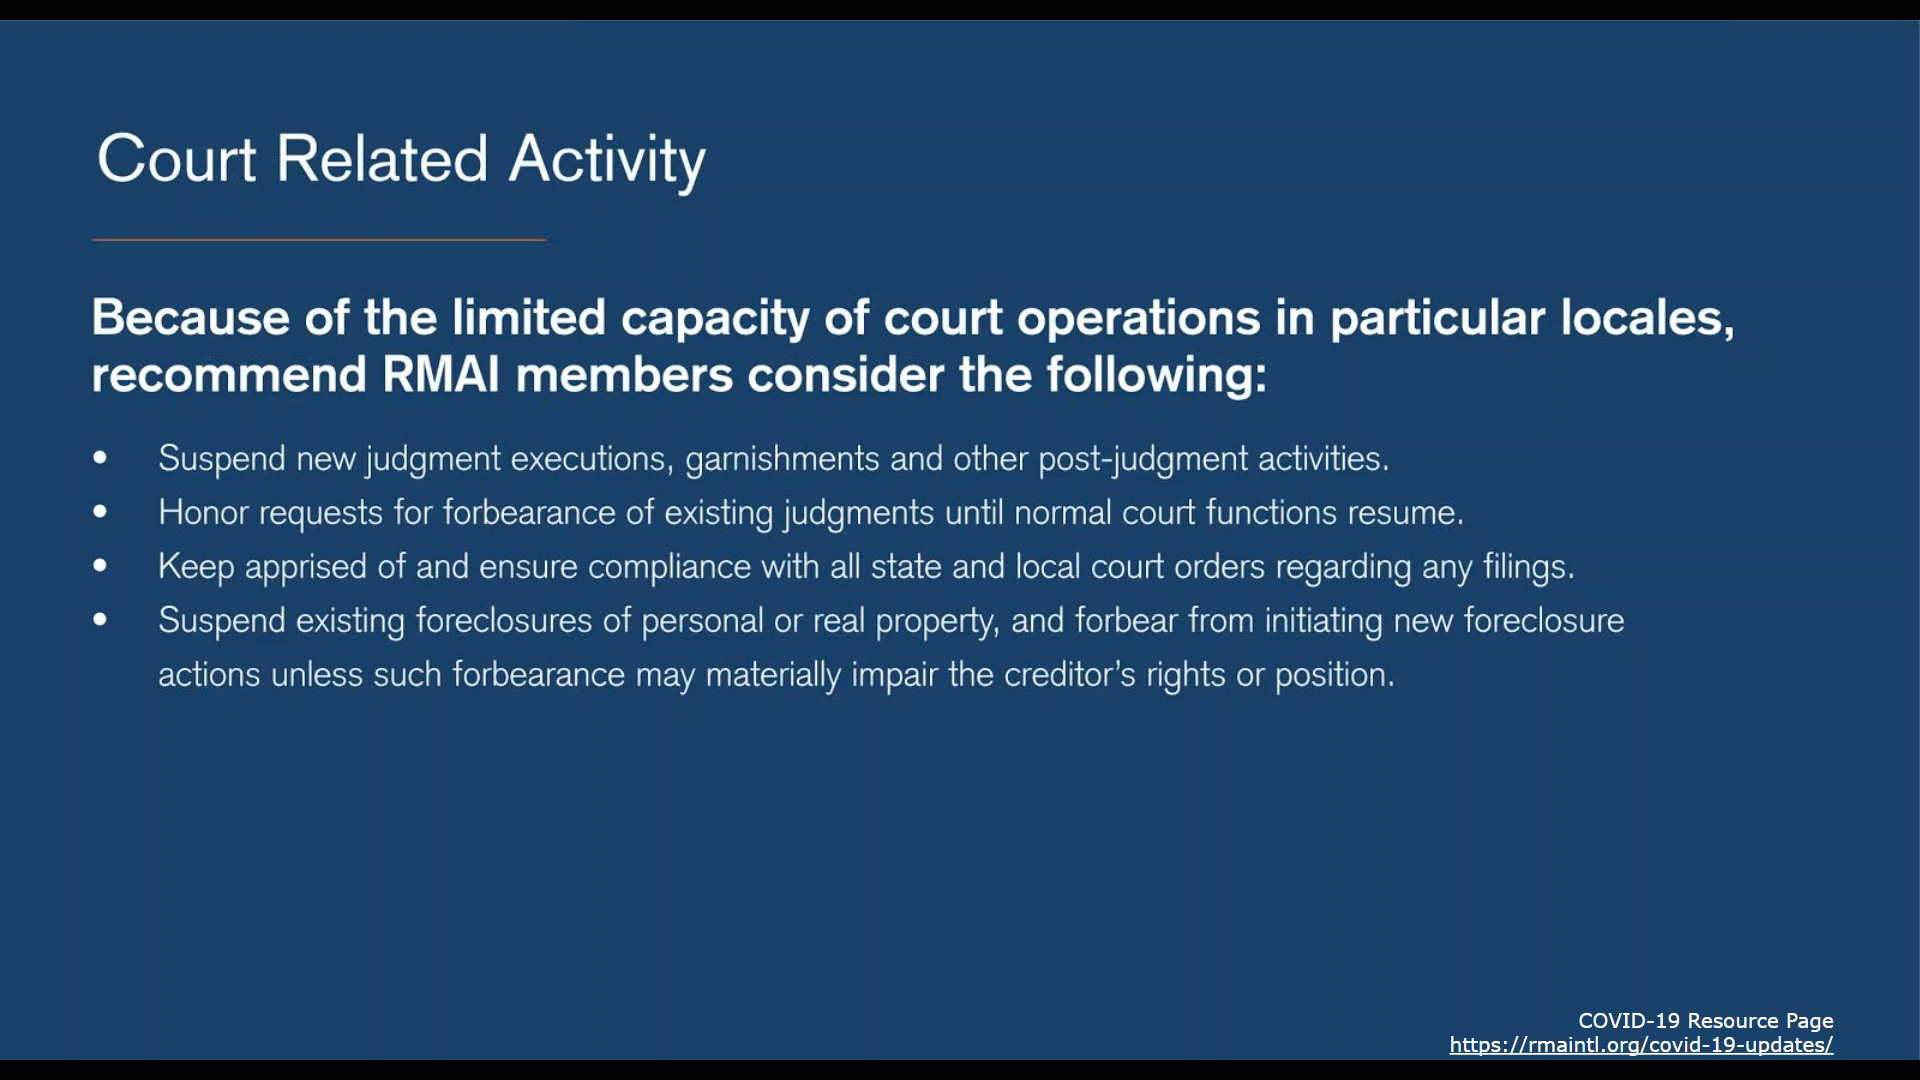 Court Related Activity
Because of the limited capacity of court operations in particular locales,
recommend RMAI members consider the following:
• Suspend new judgment executions, garnishments and other post-judgment activities.
• Honor requests for forbearance of existing judgments until normal court functions resume.
• Keep apprised of and ensure compliance with all state and local court orders regarding any filings.
• Suspend existing foreclosures of personal or real property, and forbear from initiating new foreclosure
actions unless such forbearance may materially impair the creditor’s rights or position.
COVID-19 Resource Page
https://rmaintl.org/covid-19-updates/